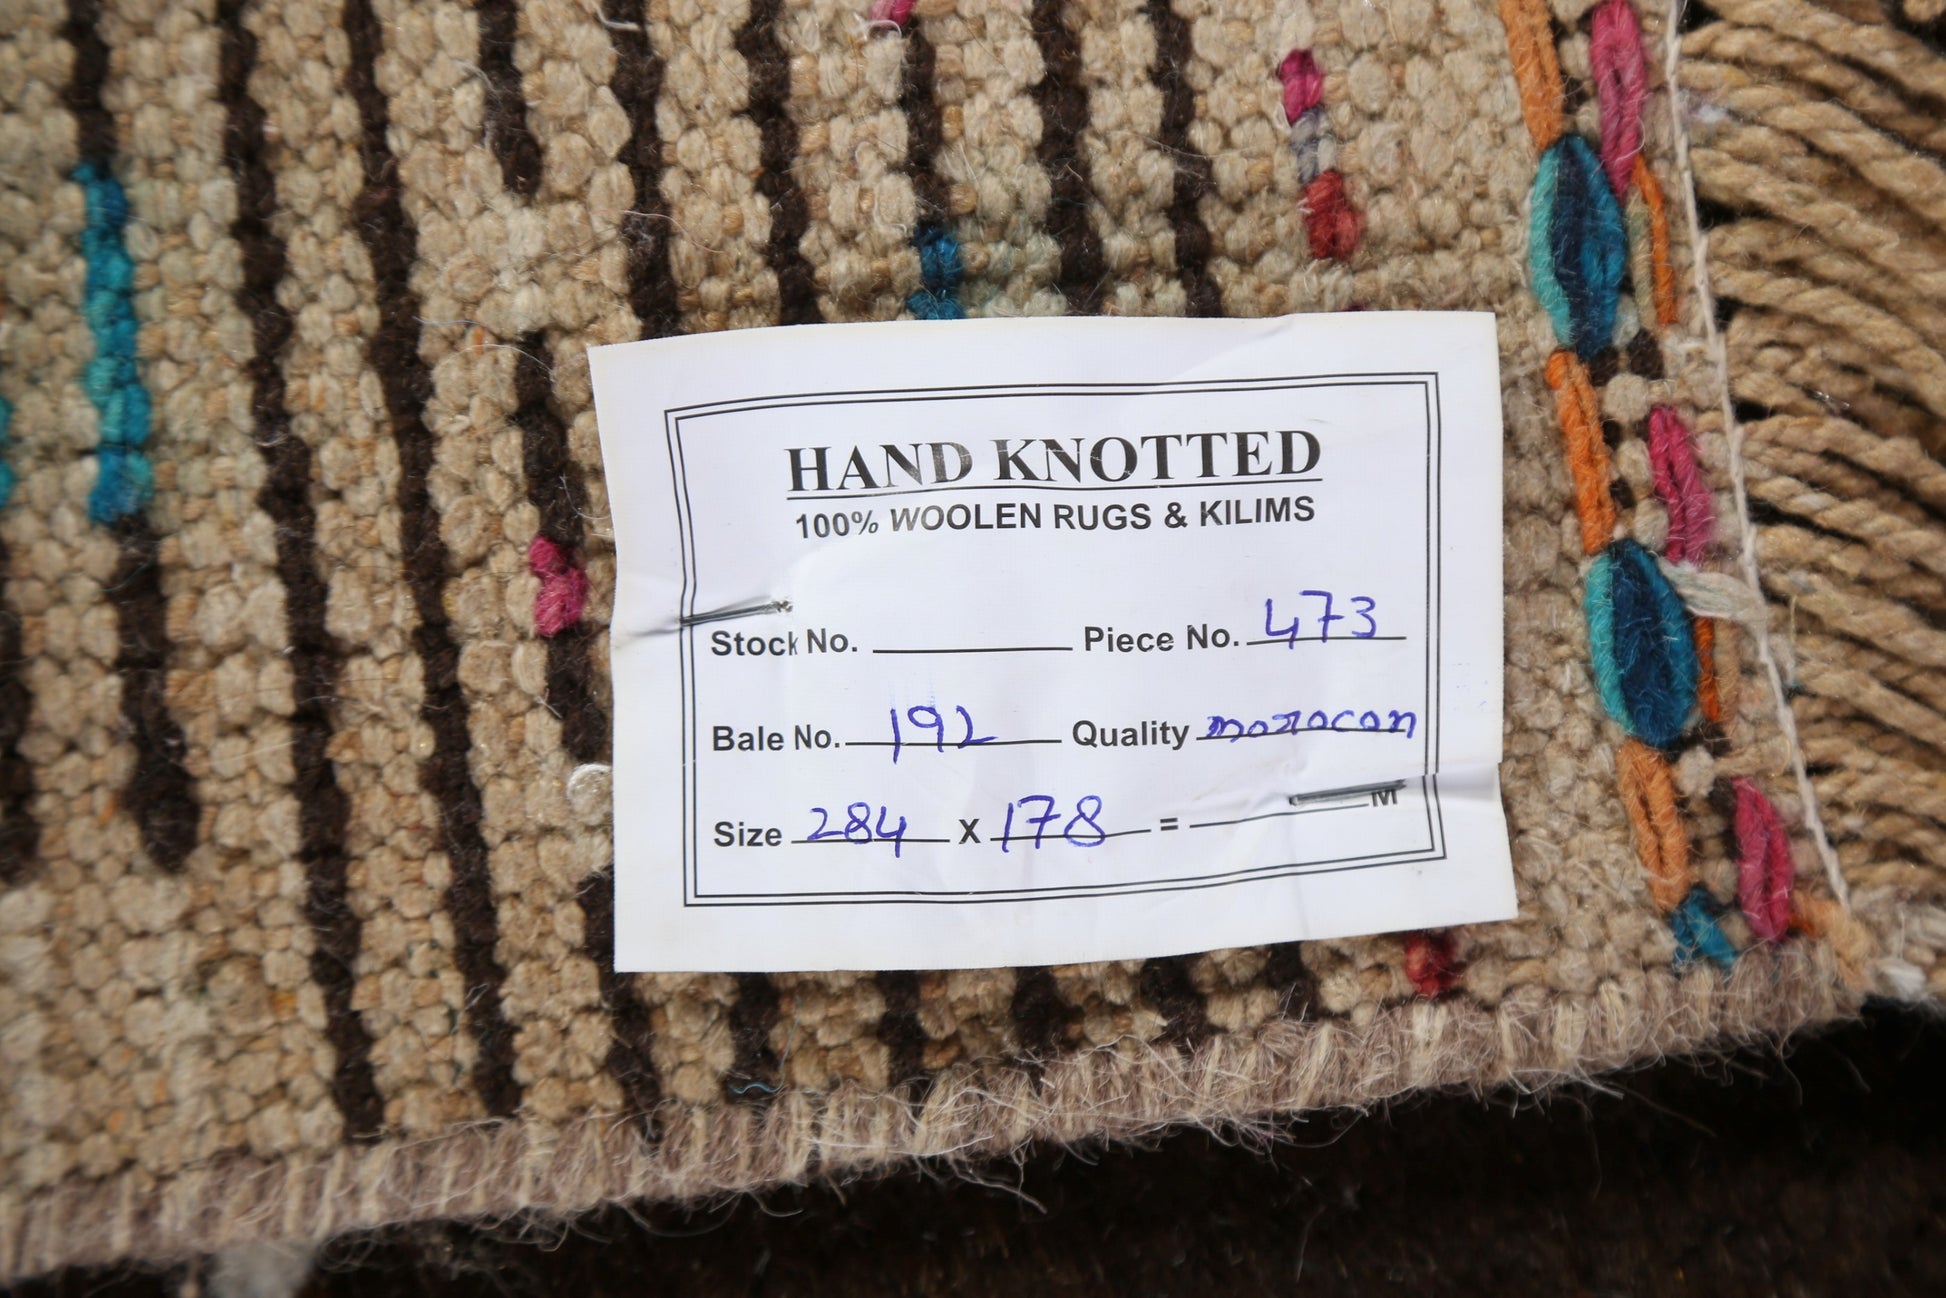 HAND KNOTTED
100% WOOLEN RUGS & KILIMS
Stock No. Piece No. 473
Bale No. 192 Quality morocan
Size 284 X 178 = M